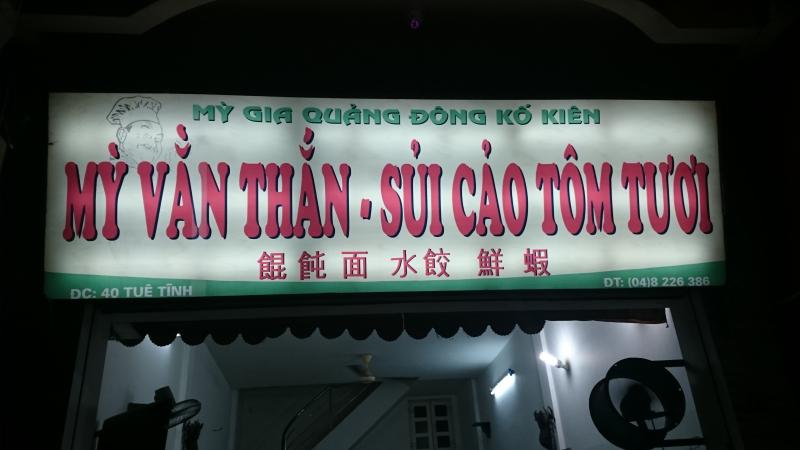 MỲ GIA QUẢNG ĐÔNG KỐ KIÊN
MỲ VẰN THẮN - SỦI CẢO TÔM TƯƠI
餛飩面 水餃 鮮蝦
ĐC: 40 TUỆ TĨNH
DT: (04)8 226 386